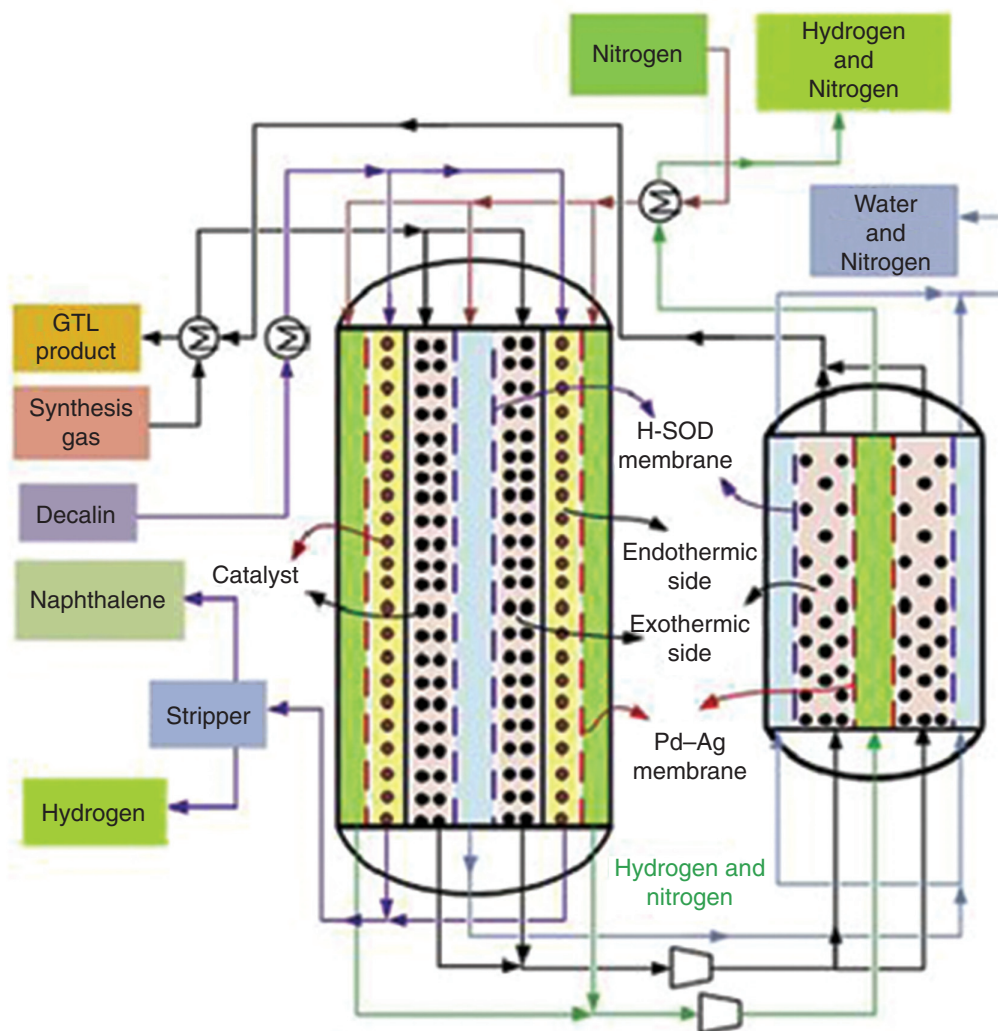 Nitrogen
Hydrogen
and
Nitrogen
Water
and
Nitrogen
GTL
product
Synthesis
gas
Decalin
Naphthalene
Stripper
Hydrogen
Catalyst
H-SOD
membrane
Endothermic
side
Exothermic
side
Pd–Ag
membrane
Hydrogen and
nitrogen